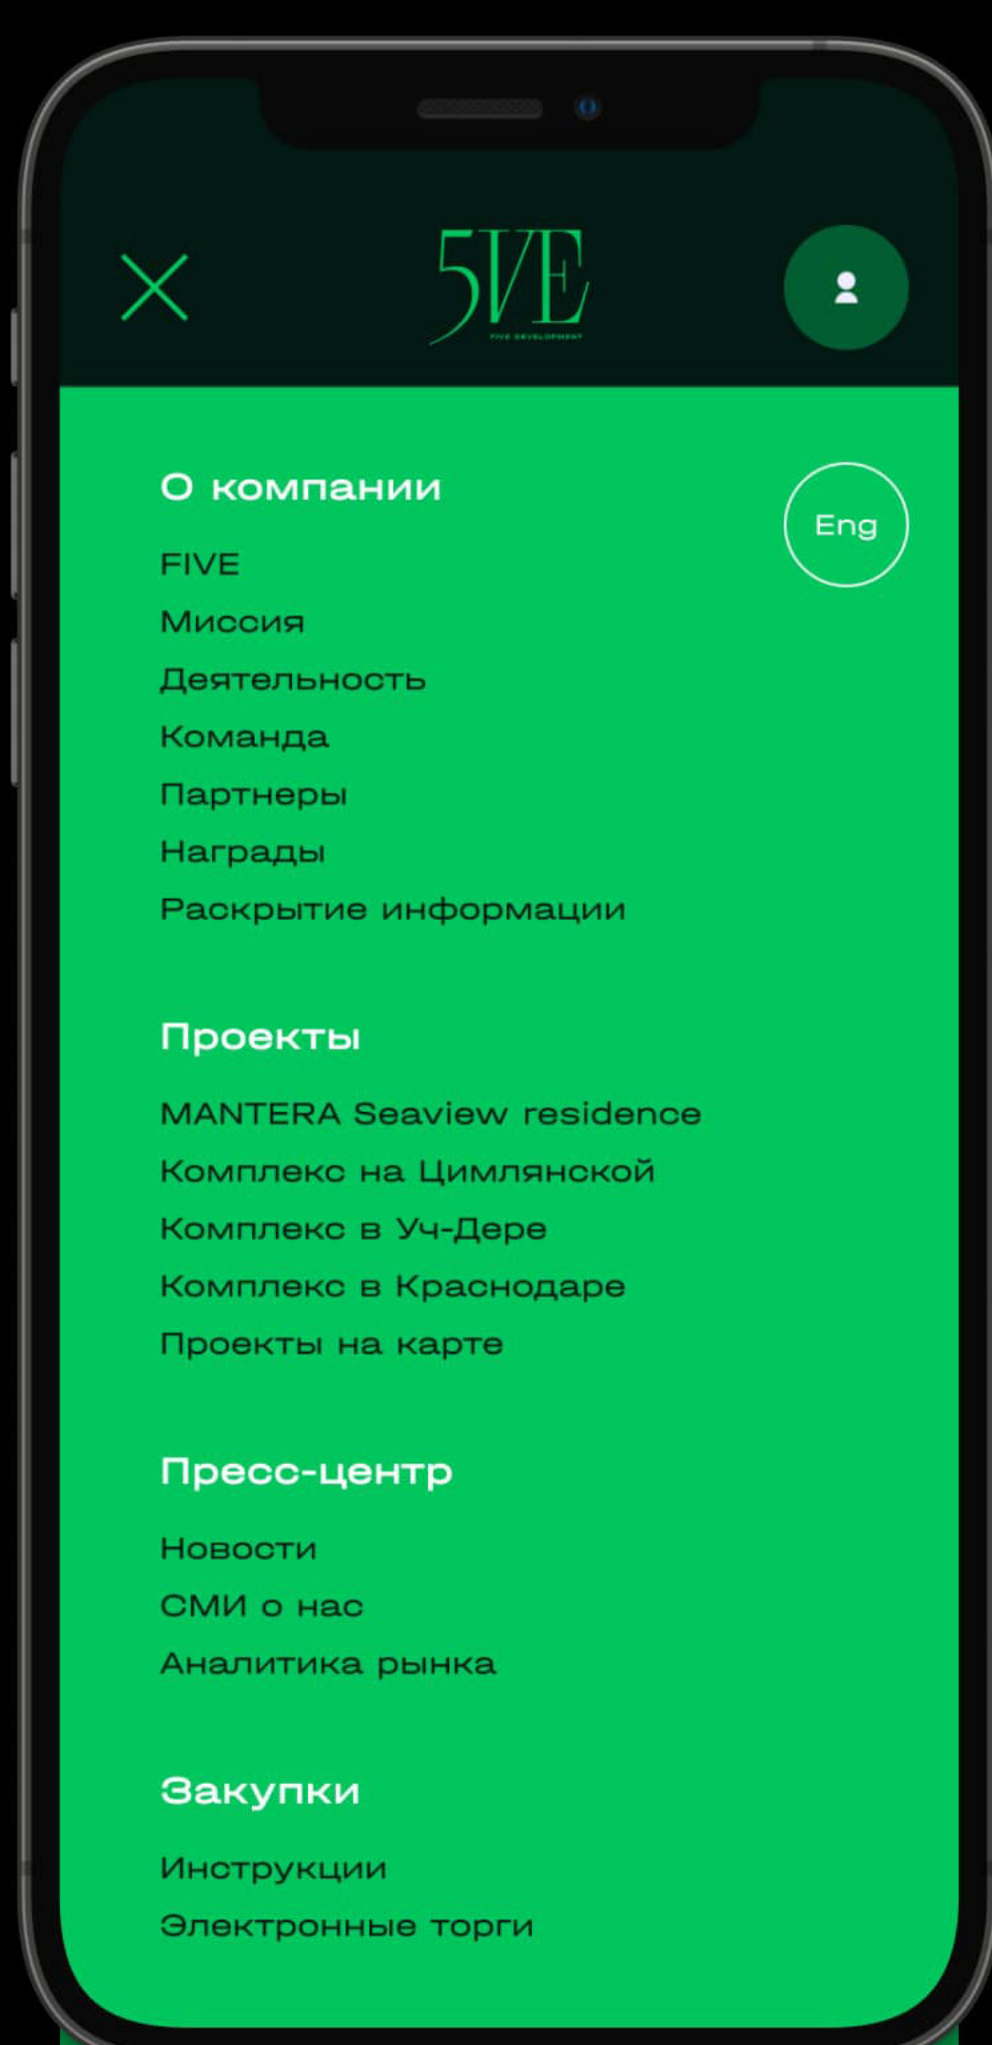 5VE
FIVE DEVELOPMENT
О компании
Eng
FIVE
Миссия
Деятельность
Команда
Партнеры
Награды
Раскрытие информации
Проекты
MANTERA Seaview residence
Комплекс на Цимлянской
Комплекс в Уч-Дере
Комплекс в Краснодаре
Проекты на карте
Пресс-центр
Новости
СМИ о нас
Аналитика рынка
Закупки
Инструкции
Электронные торги